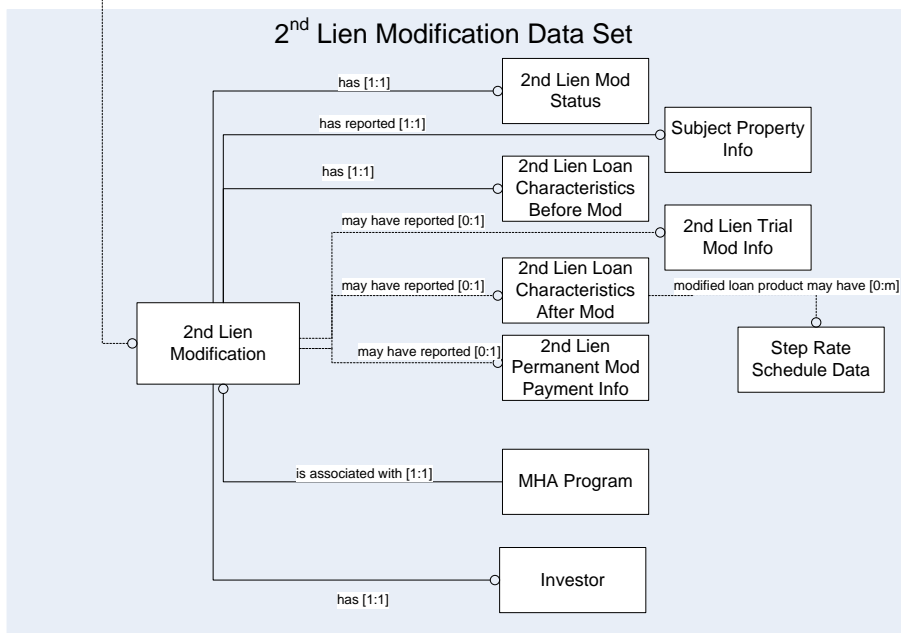 2nd Lien Modification Data Set
has [1:1]
2nd Lien Mod
Status
has reported [1:1]
Subject Property
Info
has [1:1]
2nd Lien Loan
Characteristics
Before Mod
may have reported [0:1]
2nd Lien Trial
Mod Info
may have reported [0:1]
2nd Lien Loan
Characteristics
After Mod
modified loan product may have [0:m]
2nd Lien
Modification
may have reported [0:1]
2nd Lien
Permanent Mod
Payment Info
Step Rate
Schedule Data
is associated with [1:1]
MHA Program
Investor
has [1:1]